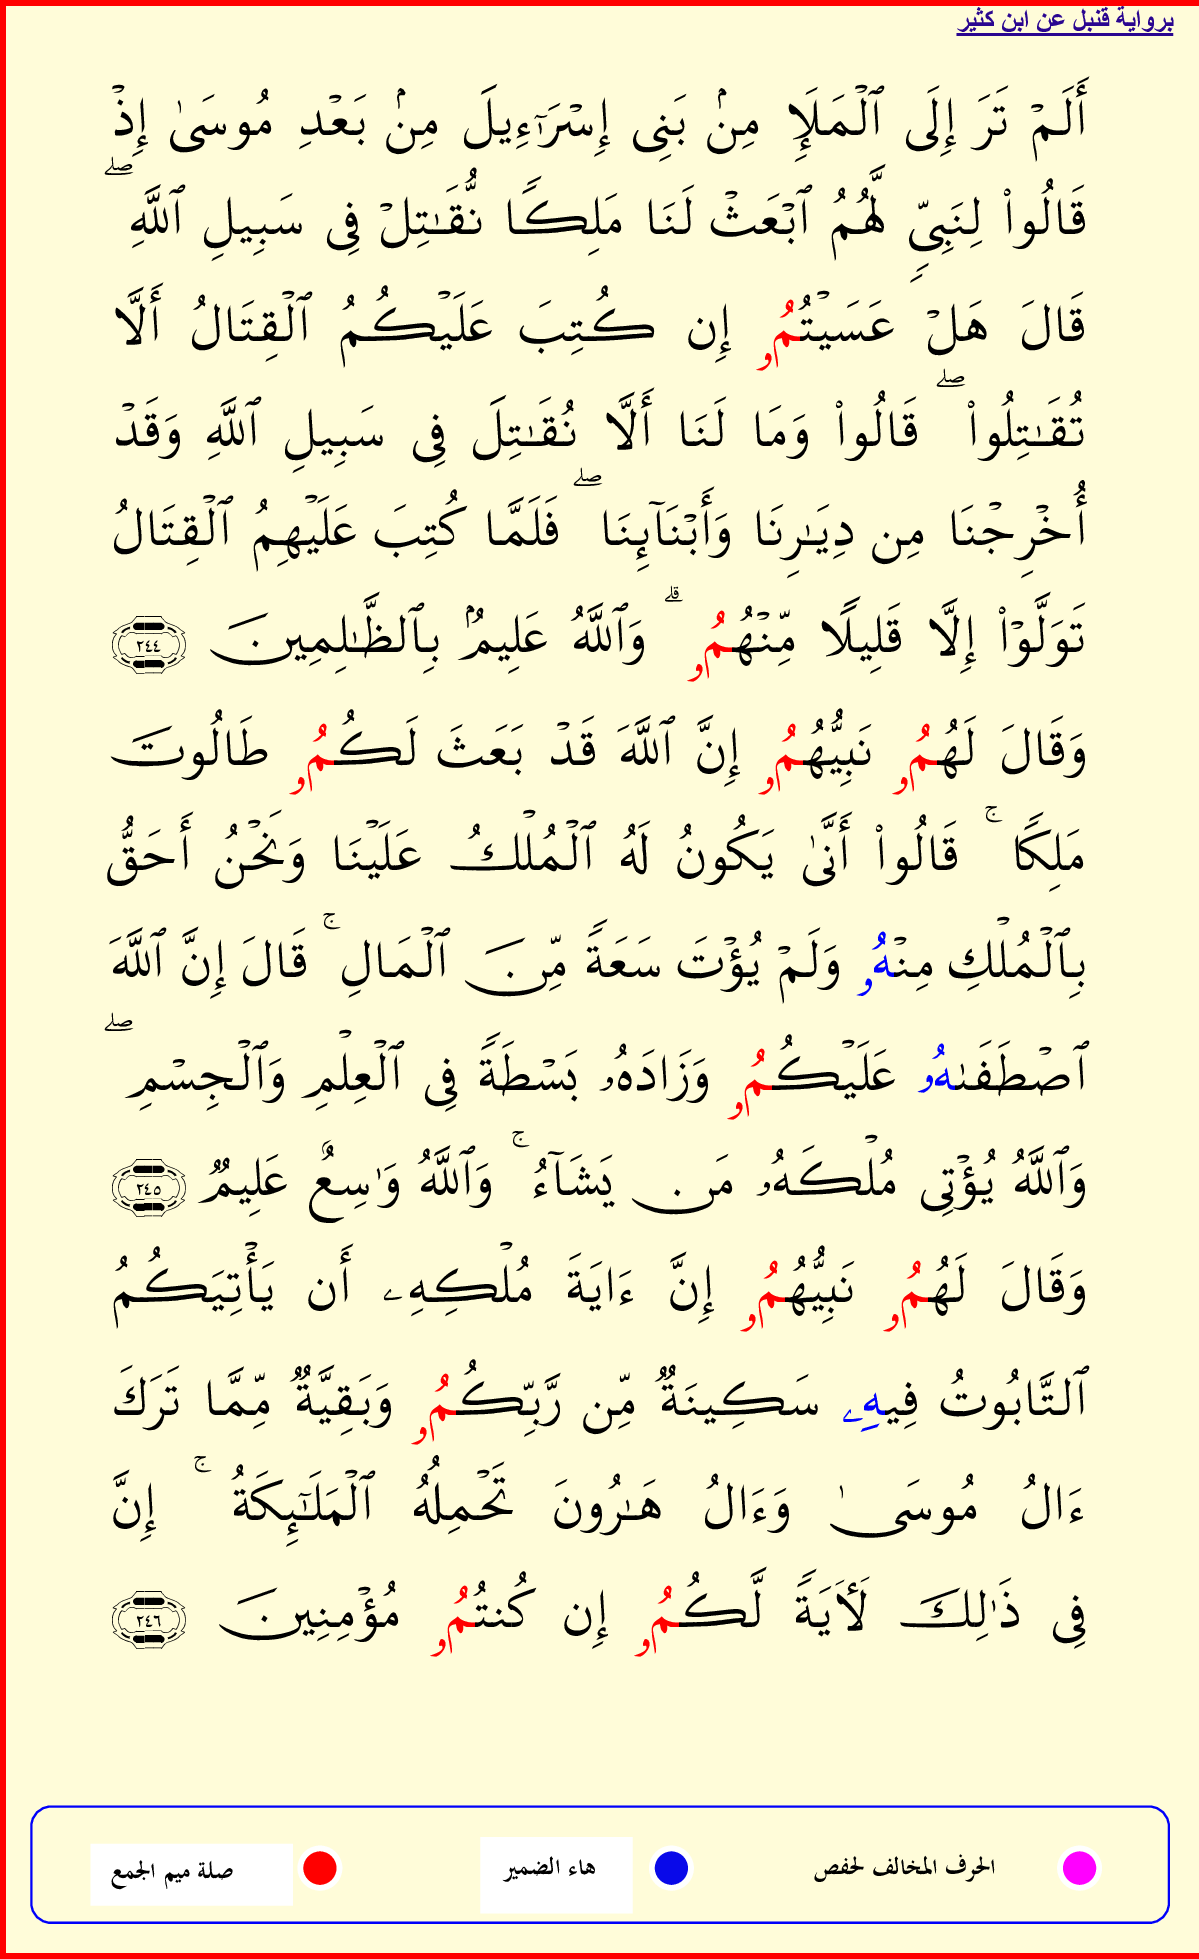 برواية قنبل عن ابن كثير
أَلَمۡ تَرَ إِلَى ٱلۡمَلَإِ مِنۢ بَنِى إِسۡرَـٰٓءِيلَ مِنۢ بَعۡدِ مُوسَىٰٓ إِذۡ
قَالُوا۟ لِنَبِىٍّۢ لَّهُمُ ٱبۡعَثۡ لَنَا مَلِكًۭا نُّقَـٰتِلۡ فِى سَبِيلِ ٱللَّهِ ۖ
قَالَ هَلۡ عَسَيۡتُمُۥ إِن كُتِبَ عَلَيۡكُمُ ٱلۡقِتَالُ أَلَّا
تُقَـٰتِلُوا۟ ۖ قَالُوا۟ وَمَا لَنَا أَلَّا نُقَـٰتِلَ فِى سَبِيلِ ٱللَّهِ وَقَدۡ
أُخۡرِجۡنَا مِن دِيَـٰرِنَا وَأَبۡنَآئِنَا ۖ فَلَمَّا كُتِبَ عَلَيۡهِمُ ٱلۡقِتَالُ
تَوَلَّوۡا۟ إِلَّا قَلِيلًۭا مِّنۡهُمُۥ ۗ وَٱللَّهُ عَلِيمُۢ بِٱلظَّـٰلِمِينَ ٢٤٤
وَقَالَ لَهُمُۥ نَبِيُّهُمُۥ إِنَّ ٱللَّهَ قَدۡ بَعَثَ لَكُمُۥ طَالُوتَ
مَلِكًۭا ۚ قَالُوا۟ أَنَّىٰ يَكُونُ لَهُ ٱلۡمُلۡكُ عَلَيۡنَا وَنَحۡنُ أَحَقُّ
بِٱلۡمُلۡكِ مِنۡهُۥ وَلَمۡ يُؤۡتَ سَعَةًۭ مِّنَ ٱلۡمَالِ ۚ قَالَ إِنَّ ٱللَّهَ
ٱصۡطَفَىٰهُۥ عَلَيۡكُمُۥ وَزَادَهُۥ بَسۡطَةًۭ فِى ٱلۡعِلۡمِ وَٱلۡجِسۡمِ ۖ
وَٱللَّهُ يُؤۡتِى مُلۡكَهُۥ مَن يَشَآءُ ۚ وَٱللَّهُ وَٰسِعٌ عَلِيمٌۭ ٢٤٥
وَقَالَ لَهُمُۥ نَبِيُّهُمُۥ إِنَّ ءَايَةَ مُلۡكِهِۦ أَن يَأۡتِيَكُمُ
ٱلتَّابُوتُ فِيهِۦ سَكِينَةٌۭ مِّن رَّبِّكُمُۥ وَبَقِيَّةٌۭ مِّمَّا تَرَكَ
ءَالُ مُوسَىٰ وَءَالُ هَـٰرُونَ تَحۡمِلُهُ ٱلۡمَلَـٰٓئِكَةُ ۚ إِنَّ
فِى ذَٰلِكَ لَـَٔايَةًۭ لَّكُمُۥ إِن كُنتُمُۥ مُؤۡمِنِينَ ٢٤٦
الحرف المخالف لحفص هاء الضمير صلة ميم الجمع